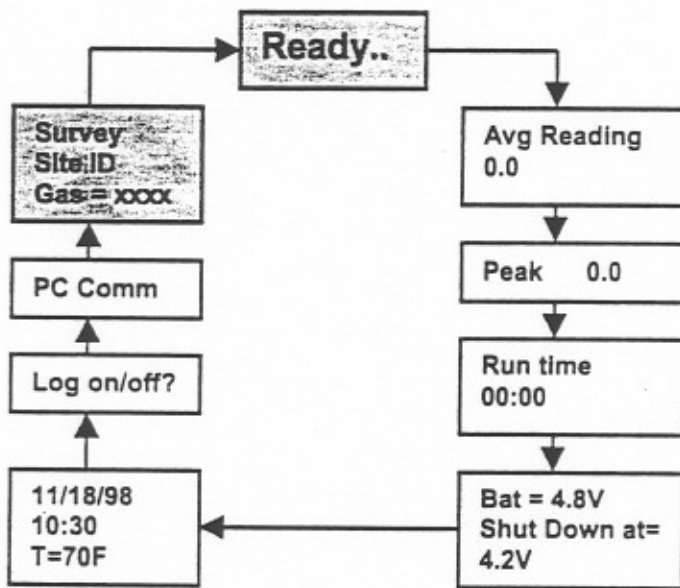 Ready..
Avg Reading
0.0
Peak 0.0
Run time
00:00
Bat = 4.8V
Shut Down at=
4.2V
11/18/98
10:30
T=70F
Log on/off?
PC Comm
Survey
Site ID
Gas = xxxx